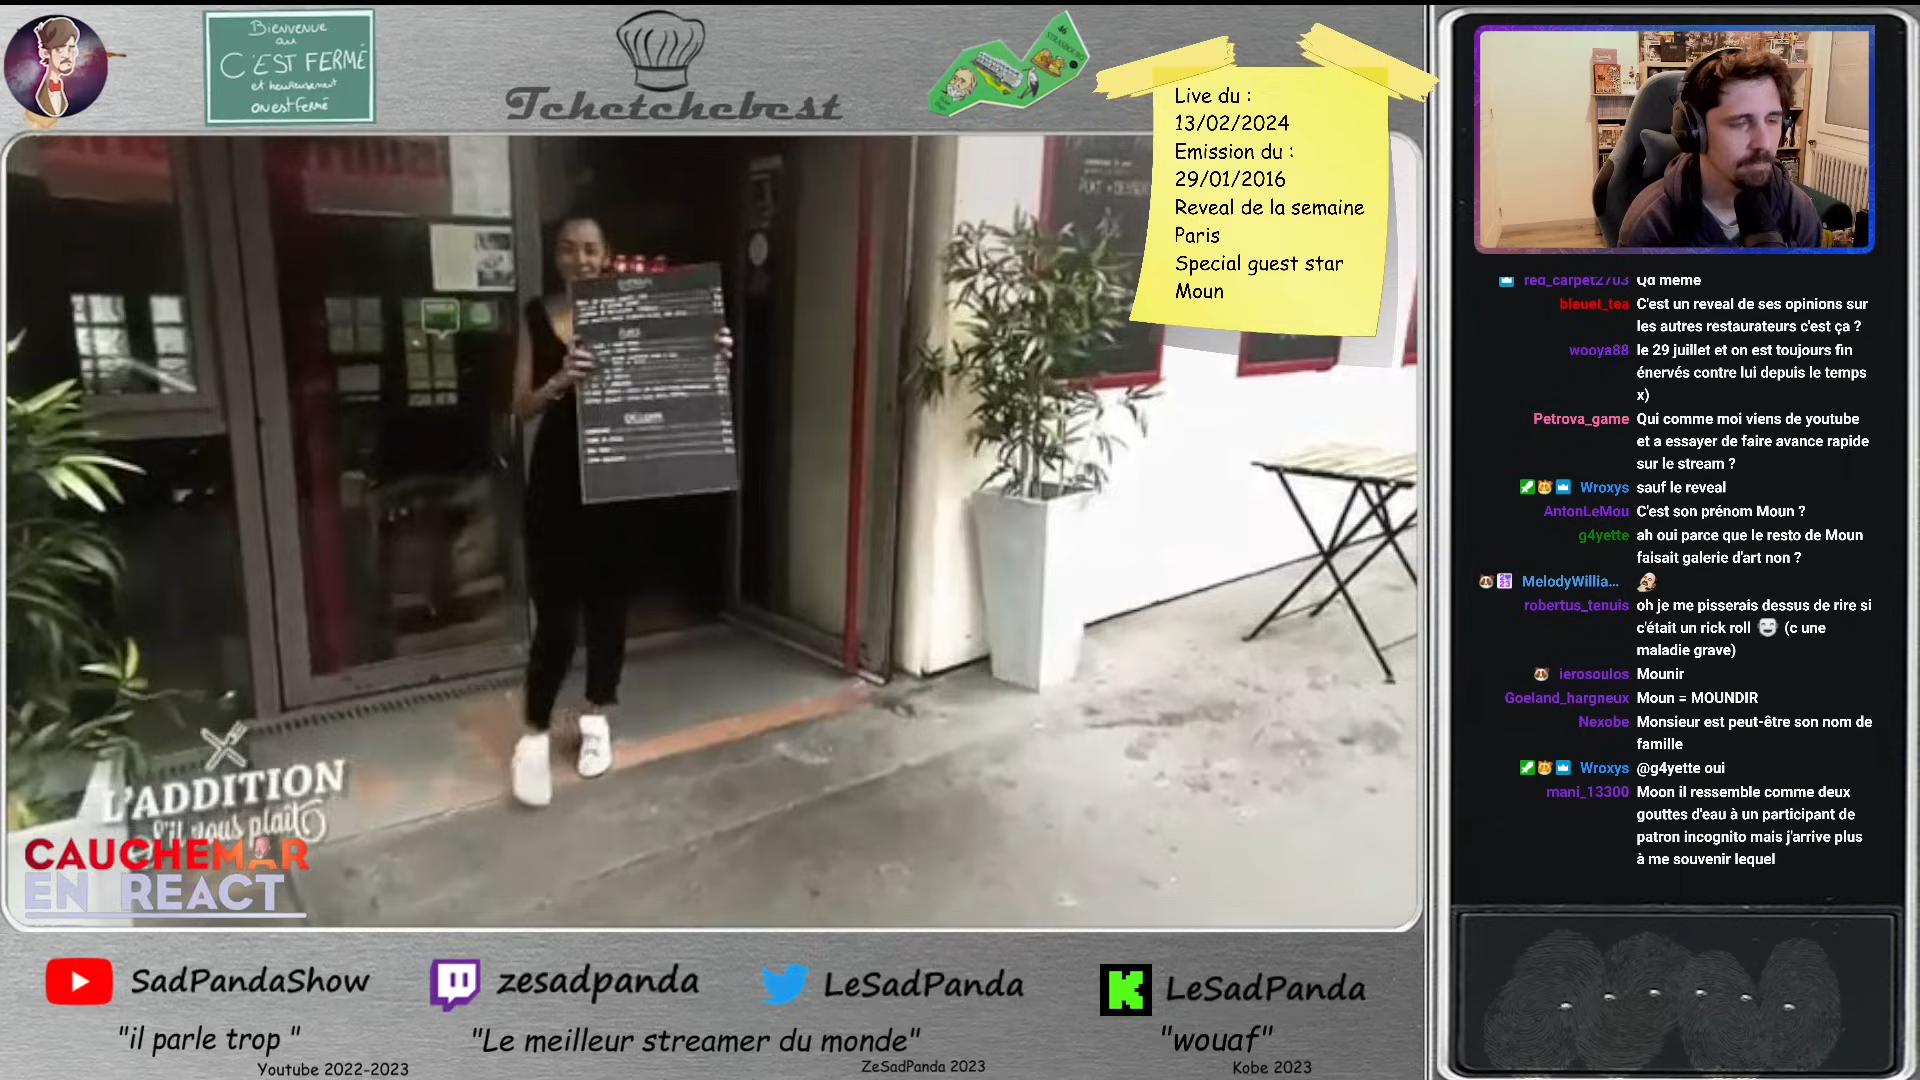 BIENVENUE
au
C'EST FERMÉ
et heureusement
on est fermé
Tchetchebest
STRASBOURG
Live du :
13/02/2024
Emission du :
29/01/2016
Reveal de la semaine
Paris
Special guest star
Moun
L'ADDITION
S'il vous plaît
CAUCHEMAR
EN REACT
red_carpet2703 Qd meme
bleuet_tea C'est un reveal de ses opinions sur
les autres restaurateurs c'est ça ?
wooya88 le 29 juillet et on est toujours fin
énervés contre lui depuis le temps
x)
Petrova_game Qui comme moi viens de youtube
et a essayer de faire avance rapide
sur le stream ?
Wroxys sauf le reveal
AntonLeMou C'est son prénom Moun ?
g4yette ah oui parce que le resto de Moun
faisait galerie d'art non ?
MelodyWillia...
robertus_tenuis oh je me pisserais dessus de rire si
c'était un rick roll (c une
maladie grave)
ierosoulos Mounir
Goeland_hargneux Moun = MOUNDIR
Nexobe Monsieur est peut-être son nom de
famille
Wroxys @g4yette oui
mani_13300 Moon il ressemble comme deux
gouttes d'eau à un participant de
patron incognito mais j'arrive plus
à me souvenir lequel
SadPandaShow
"il parle trop "
Youtube 2022-2023
zesadpanda
"Le meilleur streamer du monde"
ZeSadPanda 2023
LeSadPanda
LeSadPanda
"wouaf"
Kobe 2023